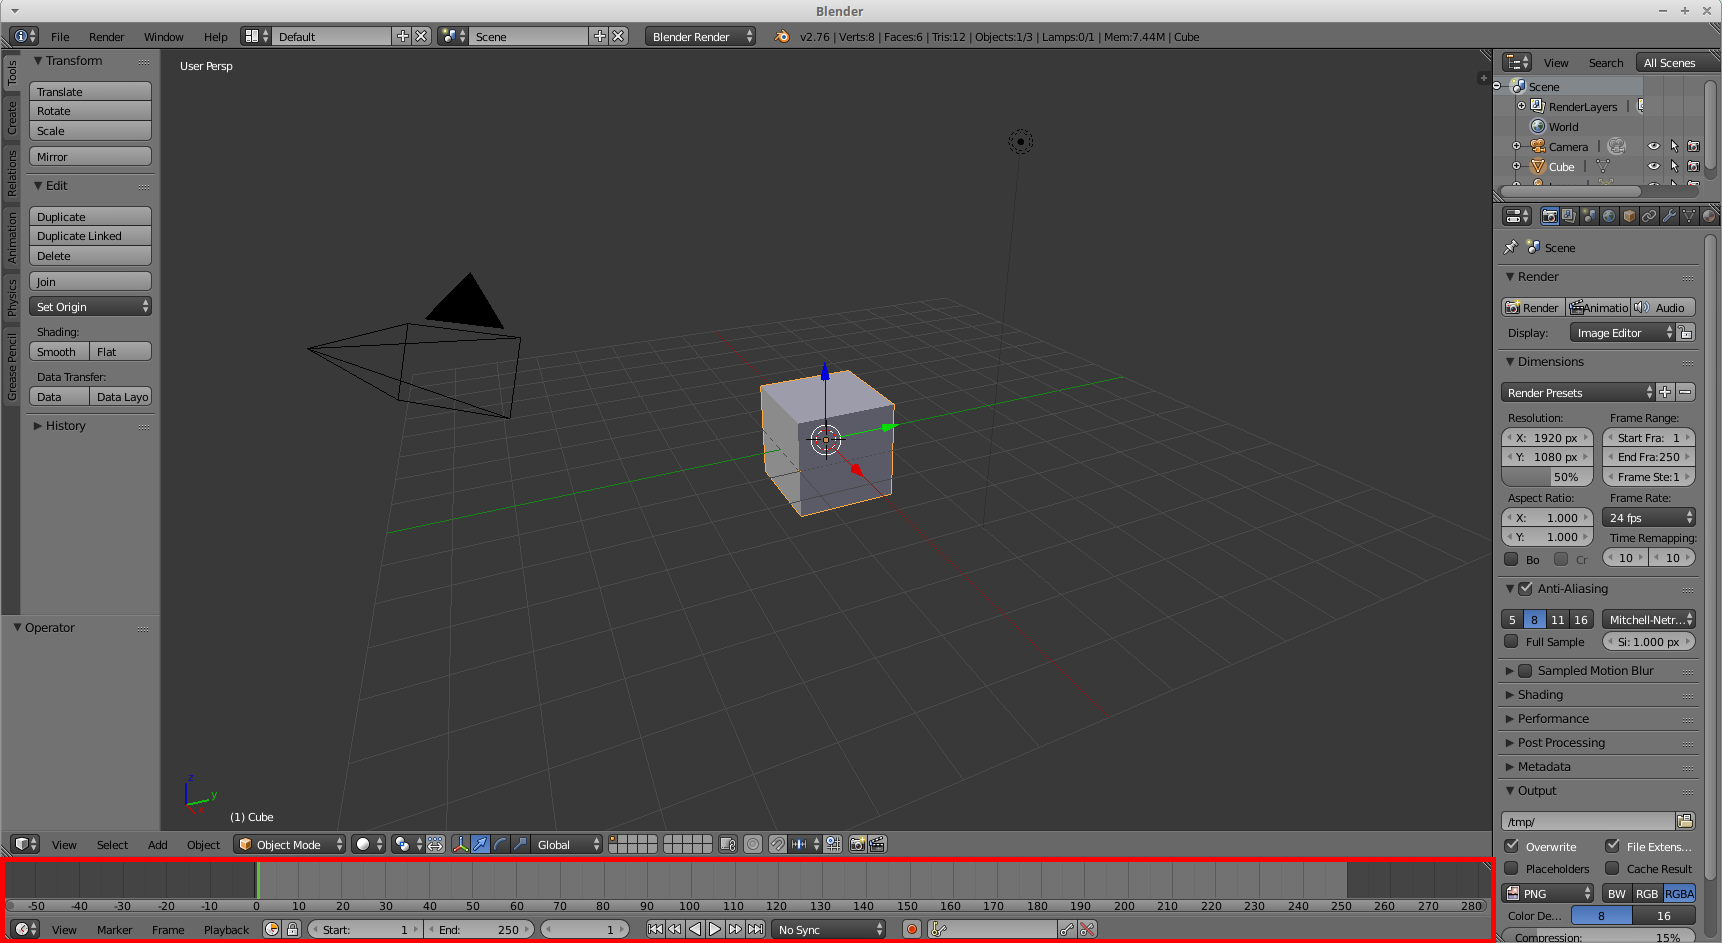 Blender
File Render Window Help Default Scene Blender Render v2.76 | Verts:8 | Faces:6 | Tris:12 | Objects:1/3 | Lamps:0/1 | Mem:7.44M | Cube
Tools
Create
Relations
Animation
Physics
Grease Pencil
Transform
Translate
Rotate
Scale
Mirror
Edit
Duplicate
Duplicate Linked
Delete
Join
Set Origin
Shading:
Smooth Flat
Data Transfer:
Data Data Layo
History
Operator
User Persp
z
y
x
(1) Cube
View Select Add Object Object Mode Global
-50 -40 -30 -20 -10 0 10 20 30 40 50 60 70 80 90 100 110 120 130 140 150 160 170 180 190 200 210 220 230 240 250 260 270 280
View Marker Frame Playback Start: 1 End: 250 1 No Sync
View Search All Scenes
Scene
RenderLayers
World
Camera
Cube
Scene
Render
Render Animatio Audio
Display: Image Editor
Dimensions
Render Presets
Resolution: Frame Range:
X: 1920 px Start Fra: 1
Y: 1080 px End Fra:250
50% Frame Ste:1
Aspect Ratio: Frame Rate:
X: 1.000 24 fps
Y: 1.000 Time Remapping:
Bo Cr 10 10
Anti-Aliasing
5 8 11 16 Mitchell-Netr...
Full Sample Si: 1.000 px
Sampled Motion Blur
Shading
Performance
Post Processing
Metadata
Output
/tmp/
Overwrite File Extens...
Placeholders Cache Result
PNG BW RGB RGBA
Color De... 8 16
Compression: 15%